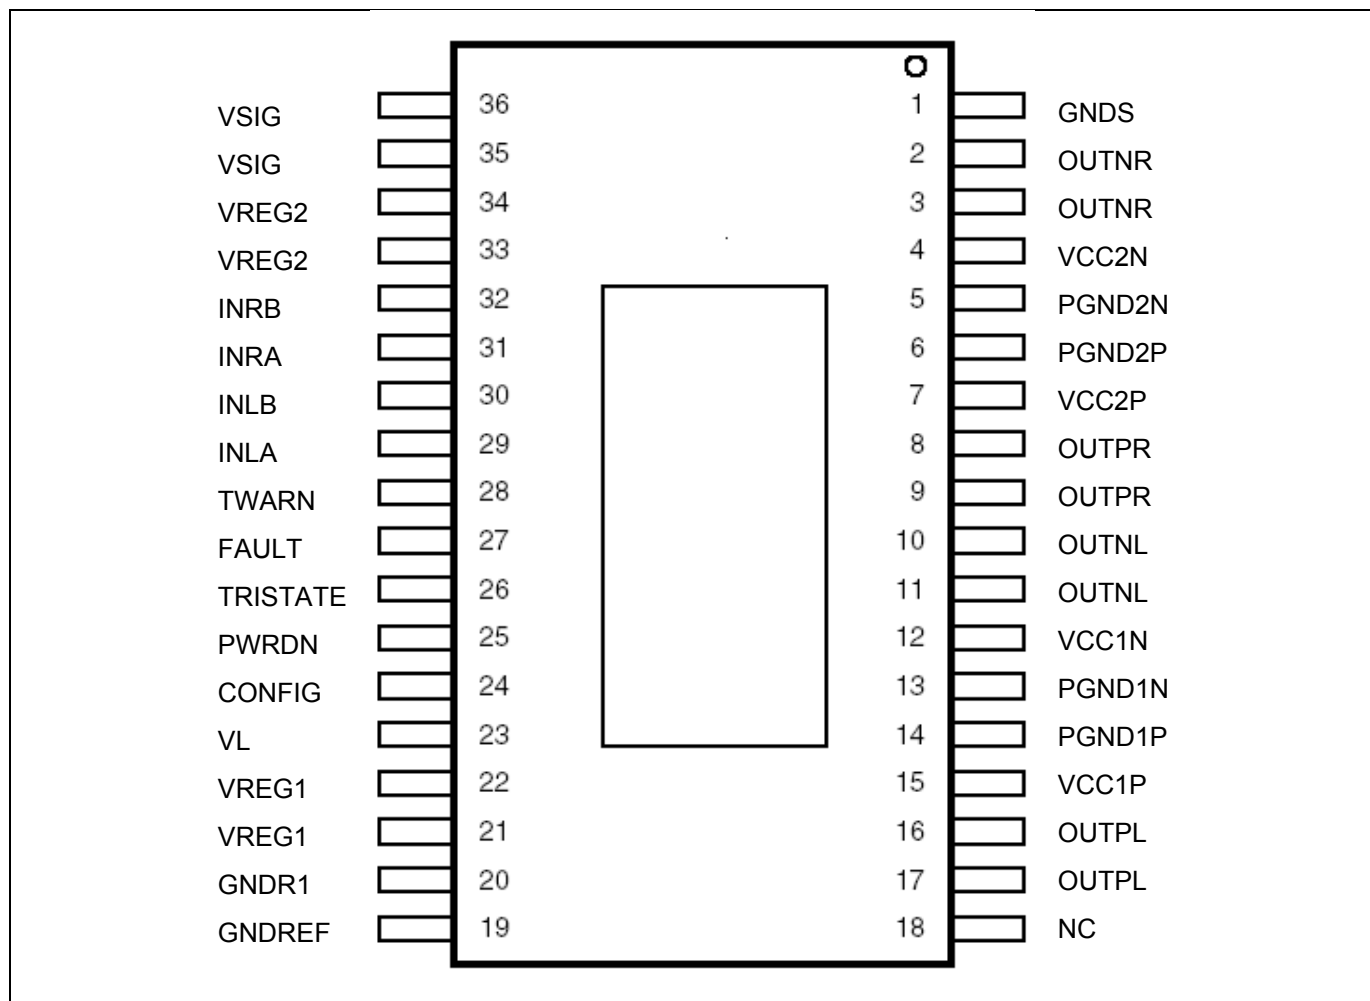 VSIG 36 1 GNDS
VSIG 35 2 OUTNR
VREG2 34 3 OUTNR
VREG2 33 4 VCC2N
INRB 32 5 PGND2N
INRA 31 6 PGND2P
INLB 30 7 VCC2P
INLA 29 8 OUTPR
TWARN 28 9 OUTPR
FAULT 27 10 OUTNL
TRISTATE 26 11 OUTNL
PWRDN 25 12 VCC1N
CONFIG 24 13 PGND1N
VL 23 14 PGND1P
VREG1 22 15 VCC1P
VREG1 21 16 OUTPL
GNDR1 20 17 OUTPL
GNDREF 19 18 NC